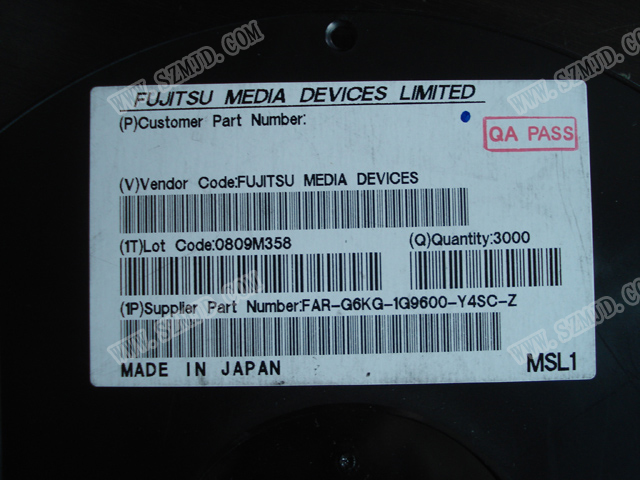 FUJITSU MEDIA DEVICES LIMITED
(P)Customer Part Number:
QA PASS
(V)Vendor Code:FUJITSU MEDIA DEVICES
(1T)Lot Code:0809M358
(Q)Quantity:3000
(1P)Supplier Part Number:FAR-G6KG-1G9600-Y4SC-Z
MADE IN JAPAN
MSL1
WWW.SZMJD.COM
WWW.SZMJD.COM
WWW.SZMJD.COM
WWW.SZMJD.COM